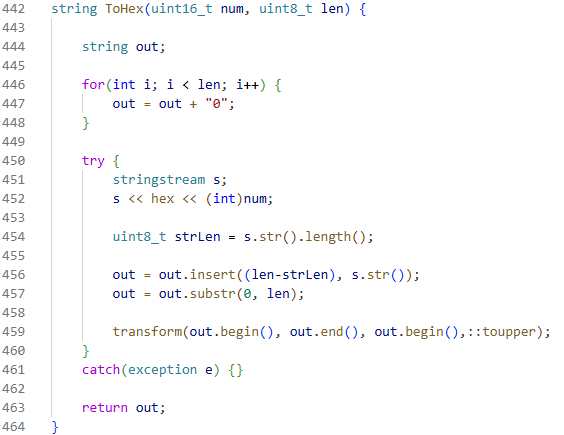 442 string ToHex(uint16_t num, uint8_t len) {
443
444     string out;
445
446     for(int i; i < len; i++) {
447         out = out + "0";
448     }
449
450     try {
451         stringstream s;
452         s << hex << (int)num;
453
454         uint8_t strLen = s.str().length();
455
456         out = out.insert((len-strLen), s.str());
457         out = out.substr(0, len);
458
459         transform(out.begin(), out.end(), out.begin(),::toupper);
460     }
461     catch(exception e) {}
462
463     return out;
464 }